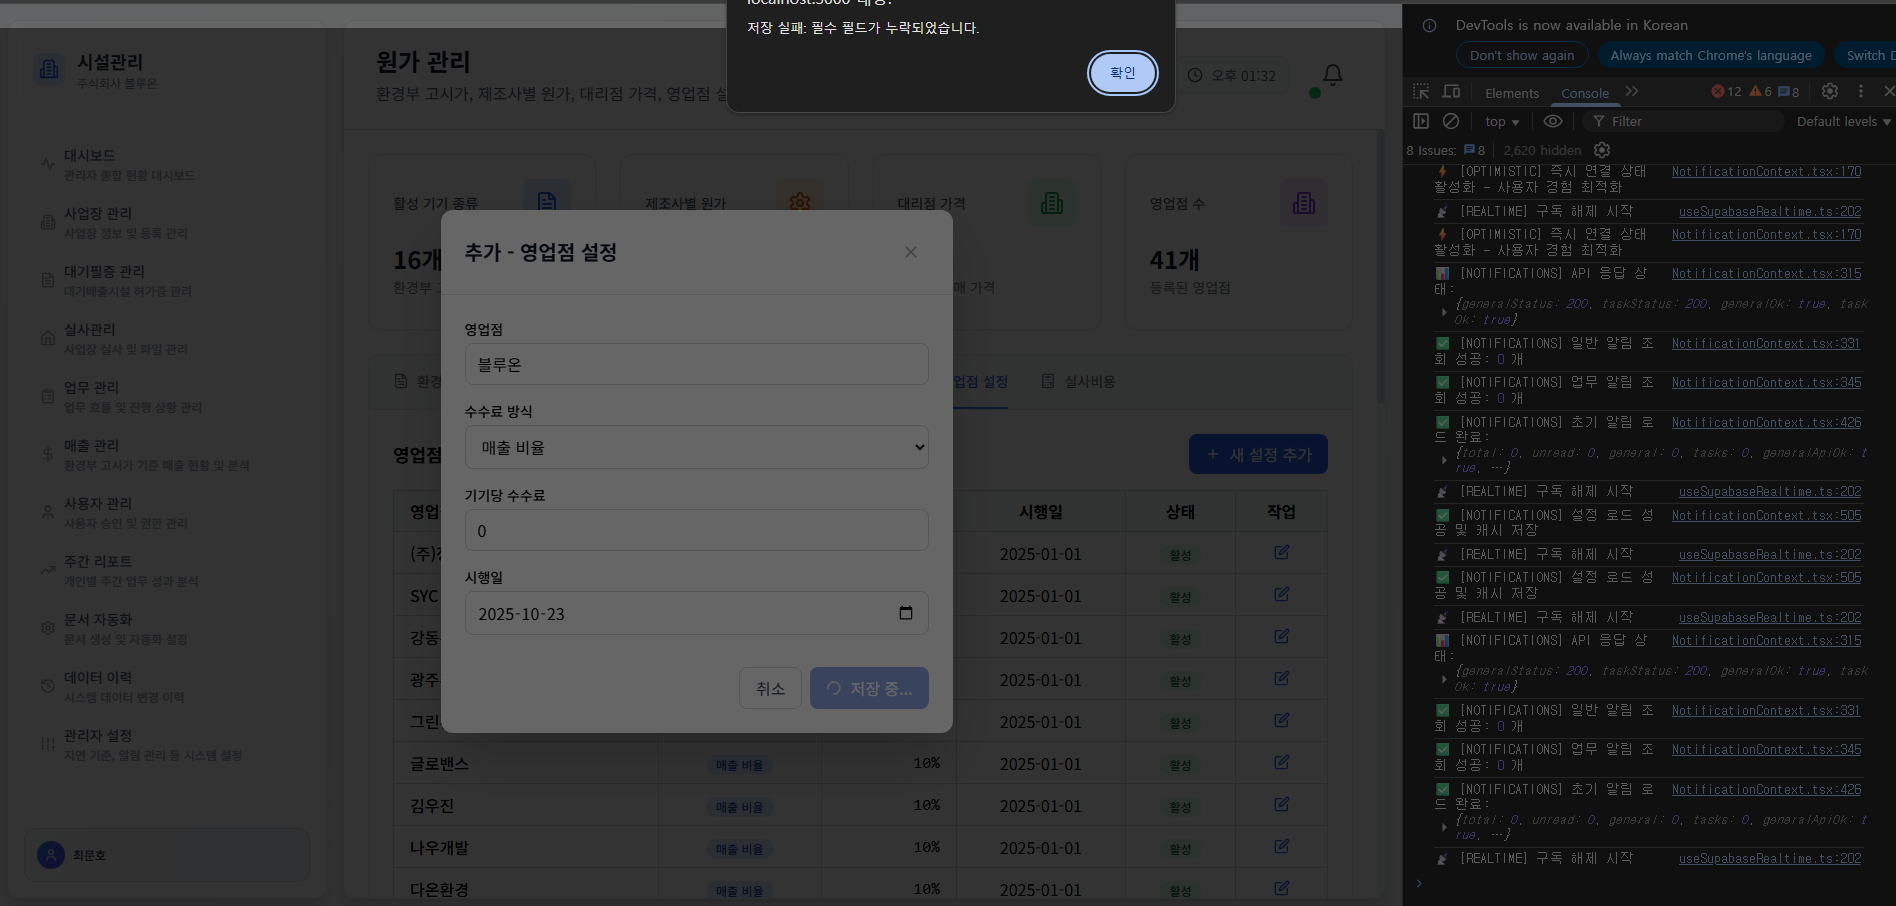 저장 실패: 필수 필드가 누락되었습니다.
확인
시설관리
주식회사 블루온
대시보드
관리자 종합 현황 대시보드
사업장 관리
사업장 정보 및 등록 관리
대기필증 관리
대기배출시설 허가증 관리
실사관리
사업장 실사 및 파일 관리
업무 관리
업무 흐름 및 진행 상황 관리
매출 관리
환경부 고시가 기준 매출 현황 및 분석
사용자 관리
사용자 승인 및 권한 관리
주간 리포트
개인별 주간 업무 성과 분석
문서 자동화
문서 생성 및 자동화 설정
데이터 이력
시스템 데이터 변경 이력
관리자 설정
지연 기준, 알림 관리 등 시스템 설정
최문호
원가 관리
환경부 고시가, 제조사별 원가, 대리점 가격, 영업점 설
오후 01:32
활성 기기 종류
16개
환경부
제조사별 원가
대리점 가격
매 가격
영업점 수
41개
등록된 영업점
환경
업점 설정
실사비용
영업점
+ 새 설정 추가
영업
시행일
상태
작업
(주)
2025-01-01
활성
SYC
2025-01-01
활성
강동
2025-01-01
활성
광주
2025-01-01
활성
그린
2025-01-01
활성
글로밴스
매출 비율
10%
2025-01-01
활성
김우진
매출 비율
10%
2025-01-01
활성
나우개발
매출 비율
10%
2025-01-01
활성
다온환경
매출 비율
10%
2025-01-01
활성
추가 - 영업점 설정
영업점
블루온
수수료 방식
매출 비율
기기당 수수료
0
시행일
2025-10-23
취소
저장 중...
DevTools is now available in Korean
Don't show again
Always match Chrome's language
Switch D
Elements
Console
12
6
8
top
Filter
Default levels
8 Issues:
8
2,620 hidden
[OPTIMISTIC] 즉시 연결 상태 NotificationContext.tsx:170
활성화 - 사용자 경험 최적화
[REALTIME] 구독 해제 시작 useSupabaseRealtime.ts:202
[OPTIMISTIC] 즉시 연결 상태 NotificationContext.tsx:170
활성화 - 사용자 경험 최적화
[NOTIFICATIONS] API 응답 상 NotificationContext.tsx:315
태:
{generalStatus: 200, taskStatus: 200, generalOk: true, task
Ok: true}
[NOTIFICATIONS] 일반 알림 조 NotificationContext.tsx:331
회 성공: 0 개
[NOTIFICATIONS] 업무 알림 조 NotificationContext.tsx:345
회 성공: 0 개
[NOTIFICATIONS] 초기 알림 로 NotificationContext.tsx:426
드 완료:
{total: 0, unread: 0, general: 0, tasks: 0, generalApiOk: t
rue, …}
[REALTIME] 구독 해제 시작 useSupabaseRealtime.ts:202
[NOTIFICATIONS] 설정 로드 성 NotificationContext.tsx:505
공 및 캐시 저장
[REALTIME] 구독 해제 시작 useSupabaseRealtime.ts:202
[NOTIFICATIONS] 설정 로드 성 NotificationContext.tsx:505
공 및 캐시 저장
[REALTIME] 구독 해제 시작 useSupabaseRealtime.ts:202
[NOTIFICATIONS] API 응답 상 NotificationContext.tsx:315
태:
{generalStatus: 200, taskStatus: 200, generalOk: true, task
Ok: true}
[NOTIFICATIONS] 일반 알림 조 NotificationContext.tsx:331
회 성공: 0 개
[NOTIFICATIONS] 업무 알림 조 NotificationContext.tsx:345
회 성공: 0 개
[NOTIFICATIONS] 초기 알림 로 NotificationContext.tsx:426
드 완료:
{total: 0, unread: 0, general: 0, tasks: 0, generalApiOk: t
rue, …}
[REALTIME] 구독 해제 시작 useSupabaseRealtime.ts:202